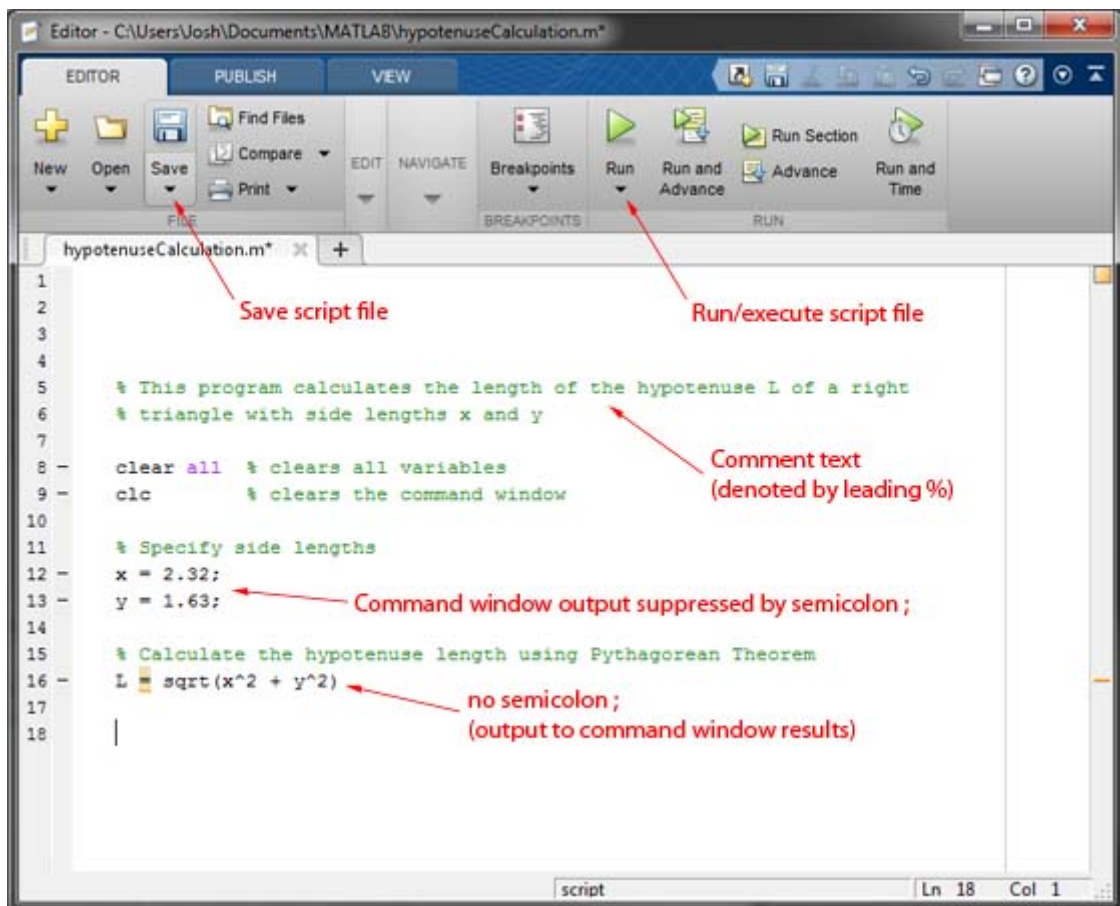 Editor - C:\Users\Josh\Documents\MATLAB\hypotenuseCalculation.m*
EDITOR PUBLISH VIEW
New Open Save Find Files Compare Print
EDIT NAVIGATE Breakpoints Run Run and Advance Run Section Advance Run and Time
FILE BREAKPOINTS RUN
hypotenuseCalculation.m* × +
Save script file
Run/execute script file
1
2
3
4
5 % This program calculates the length of the hypotenuse L of a right
6 % triangle with side lengths x and y
7
8 - clear all % clears all variables
9 - clc % clears the command window
Comment text
(denoted by leading %)
10
11 % Specify side lengths
12 - x = 2.32;
13 - y = 1.63;
Command window output suppressed by semicolon ;
14
15 % Calculate the hypotenuse length using Pythagorean Theorem
16 - L = sqrt(x^2 + y^2)
no semicolon ;
(output to command window results)
17
18
script Ln 18 Col 1